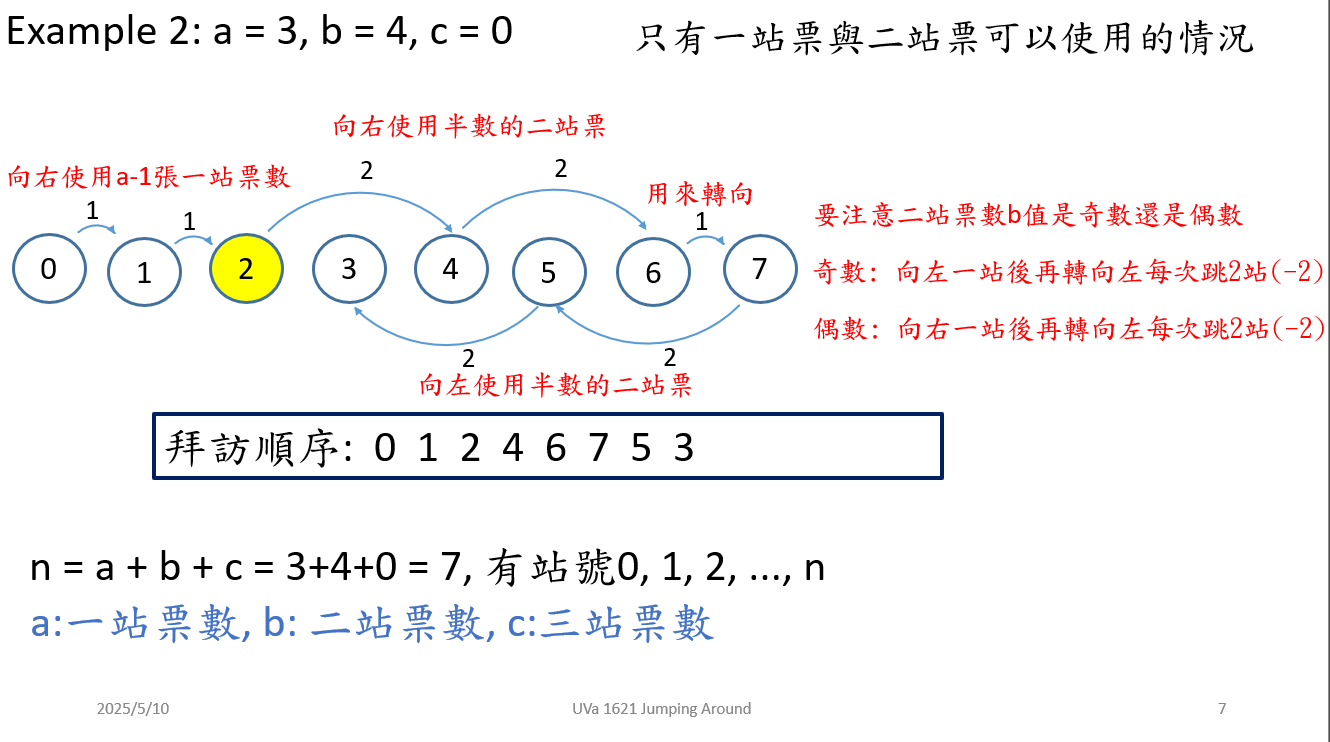 Example 2: a = 3, b = 4, c = 0
只有一站票與二站票可以使用的情況
向右使用半數的二站票
向右使用a-1張一站票數
2
2
用來轉向
1
1
1
要注意二站票數b值是奇數還是偶數
0
1
2
3
4
5
6
7
奇數: 向左一站後再轉向左每次跳2站(-2)
偶數: 向右一站後再轉向左每次跳2站(-2)
2
2
向左使用半數的二站票
拜訪順序: 0 1 2 4 6 7 5 3
n = a + b + c = 3+4+0 = 7, 有站號0, 1, 2, ..., n
a:一站票數, b: 二站票數, c:三站票數
2025/5/10
UVa 1621 Jumping Around
7